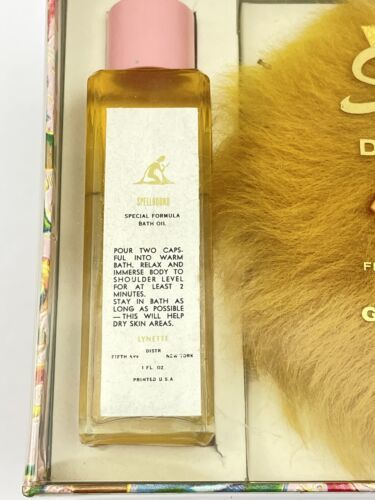 SPELLBOUND
SPECIAL FORMULA
BATH OIL
POUR TWO CAPS-
FUL INTO WARM
BATH. RELAX AND
IMMERSE BODY TO
SHOULDER LEVEL
FOR AT LEAST 2
MINUTES.
STAY IN BATH AS
LONG AS POSSIBLE
—THIS WILL HELP
DRY SKIN AREAS.
LYNETTE
DISTR
FIFTH AVE NEW YORK
1 FL. OZ.
PRINTED U.S.A
S
D
F
G